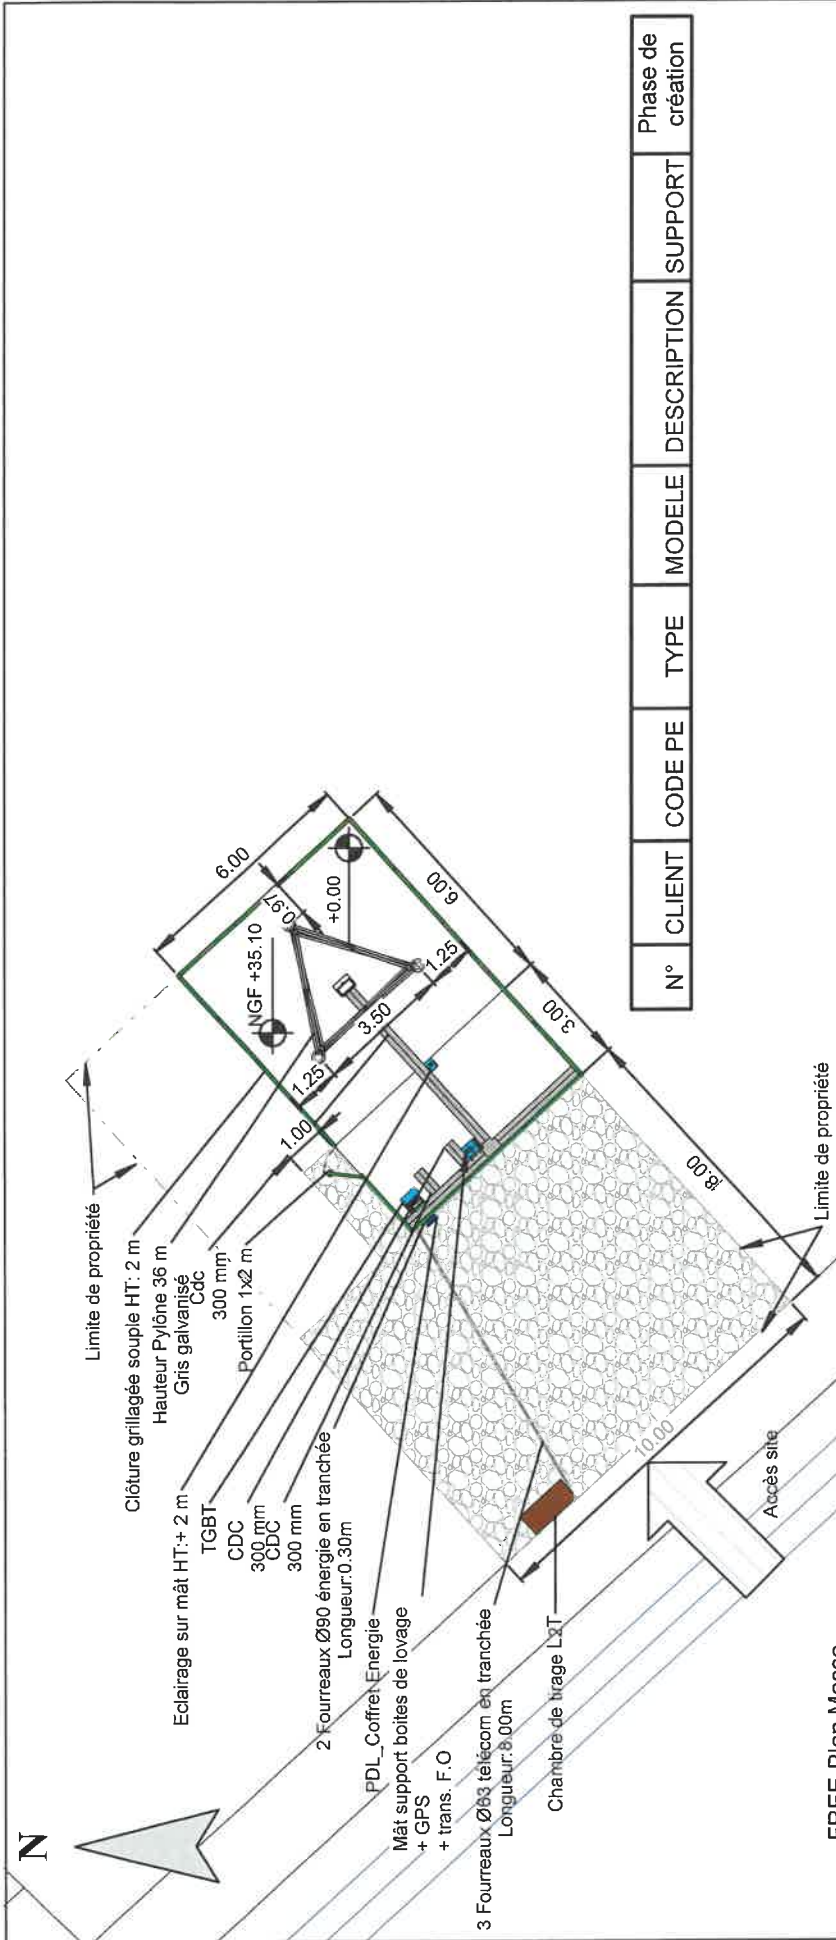 N
Limite de propriété
Clôture grillagée souple HT: 2 m
Hauteur Pylône 36 m
Gris galvanisé
Cdc
300 mm
Portillon 1x2 m
Eclairage sur mât HT:+ 2 m
TGBT
CDC
300 mm
CDC
300 mm
2 Fourreaux Ø90 énergie en tranchée
Longueur:0.30m
PDL_Coffret Energie
Mât support boites de lovage
+ GPS
+ trans. F.O
3 Fourreaux Ø63 télécom en tranchée
Longueur:8.00m
Chambre de tirage L2T
6.00
0.97
NGF +35.10
+0.00
1.25
3.50
1.25
1.00
6.00
3.00
8.00
10.00
Accès site
Limite de propriété
N° CLIENT CODE PE TYPE MODELE DESCRIPTION SUPPORT Phase de
création
FREE Plan Masse